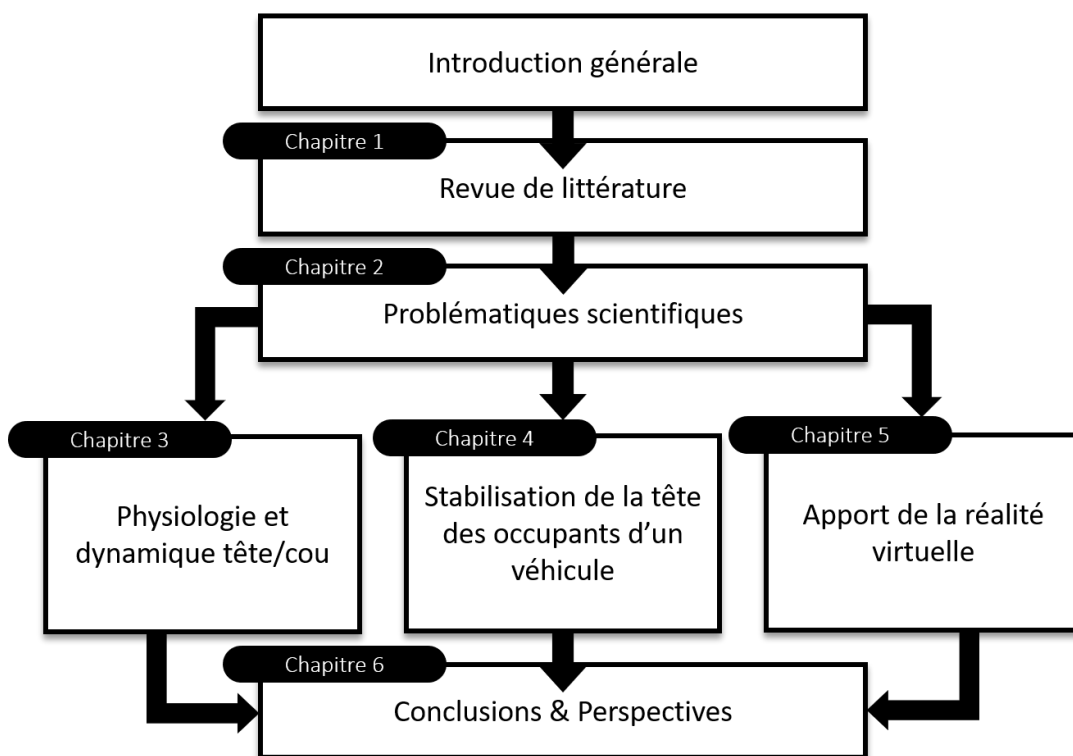 Introduction générale
Chapitre 1
Revue de littérature
Chapitre 2
Problématiques scientifiques
Chapitre 3
Physiologie et
dynamique tête/cou
Chapitre 4
Stabilisation de la tête
des occupants d'un
véhicule
Chapitre 5
Apport de la réalité
virtuelle
Chapitre 6
Conclusions & Perspectives